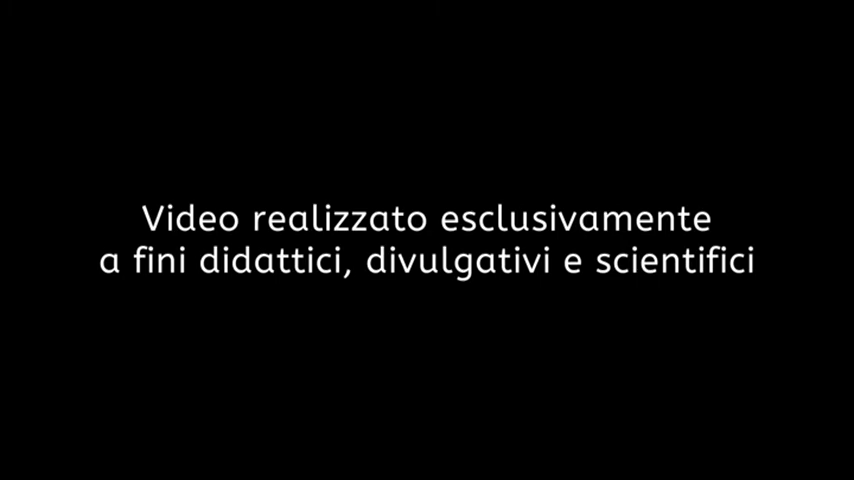 Video realizzato esclusivamente
a fini didattici, divulgativi e scientifici